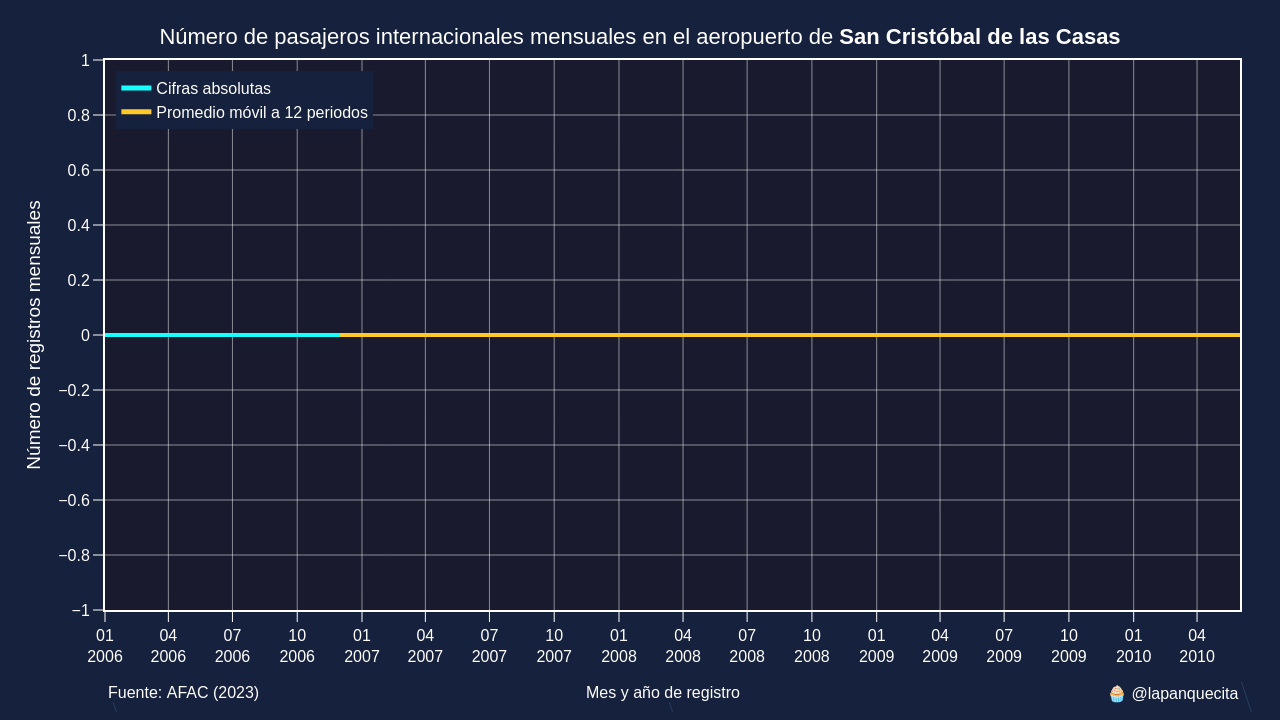 Número de pasajeros internacionales mensuales en el aeropuerto de San Cristóbal de las Casas
Cifras absolutas
Promedio móvil a 12 periodos
Número de registros mensuales
1
0.8
0.6
0.4
0.2
0
−0.2
−0.4
−0.6
−0.8
−1
01 04 07 10 01 04 07 10 01 04 07 10 01 04 07 10 01 04
2006 2006 2006 2006 2007 2007 2007 2007 2008 2008 2008 2008 2009 2009 2009 2009 2010 2010
Fuente: AFAC (2023) Mes y año de registro 🧁 @lapanquecita